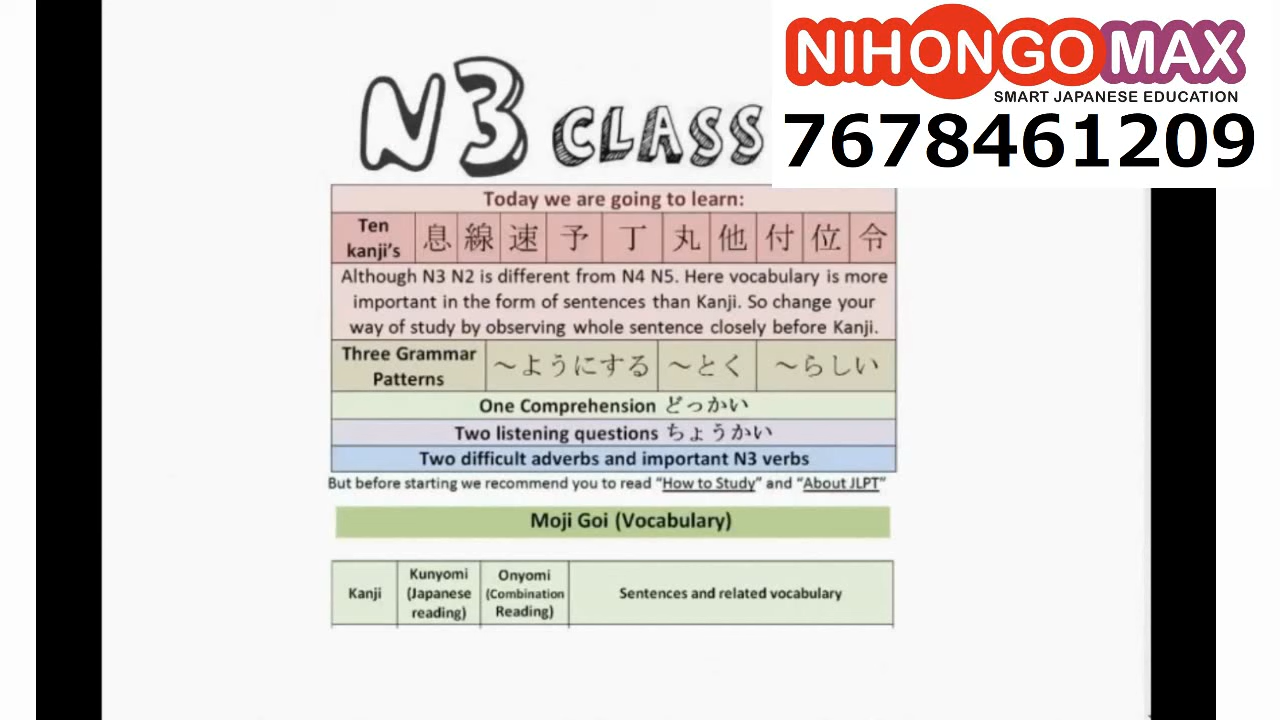 NIHONGOMAX
SMART JAPANESE EDUCATION
7678461209
N3 CLASS
Today we are going to learn:
Ten kanji's 息 線 速 予 丁 丸 他 付 位 令
Although N3 N2 is different from N4 N5. Here vocabulary is more
important in the form of sentences than Kanji. So change your
way of study by observing whole sentence closely before Kanji.
Three Grammar Patterns ～ようにする ～とく ～らしい
One Comprehension どっかい
Two listening questions ちょうかい
Two difficult adverbs and important N3 verbs
But before starting we recommend you to read “How to Study” and “About JLPT”
Moji Goi (Vocabulary)
Kanji Kunyomi (Japanese reading) Onyomi (Combination Reading) Sentences and related vocabulary